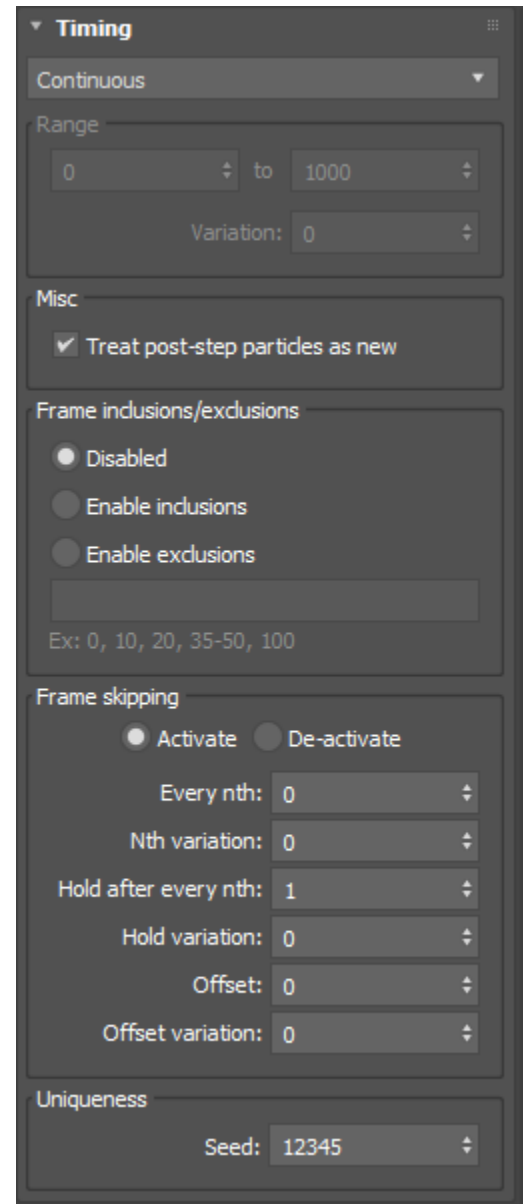 Timing
Continuous
Range
0 to 1000
Variation: 0
Misc
Treat post-step particles as new
Frame inclusions/exclusions
Disabled
Enable inclusions
Enable exclusions
Ex: 0, 10, 20, 35-50, 100
Frame skipping
Activate De-activate
Every nth: 0
Nth variation: 0
Hold after every nth: 1
Hold variation: 0
Offset: 0
Offset variation: 0
Uniqueness
Seed: 12345